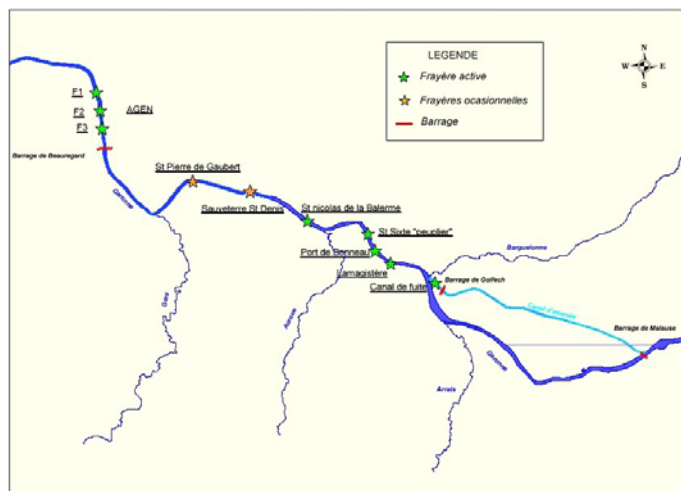 LEGENDE
Frayère active
Frayères ocasionnelles
Barrage
N
W
E
S
F1
F2
F3
AGEN
Barrage de Beauregard
Garonne
St Pierre de Gaubert
Sauveterre St Denis
St nicolas de la Balerme
St Sixte "peuplier"
Port de Bonneau
Lamagistère
Canal de fuite
Barguelonne
Barrage de Golfech
Barrage de Malause
Garonne
Gers
Arrats